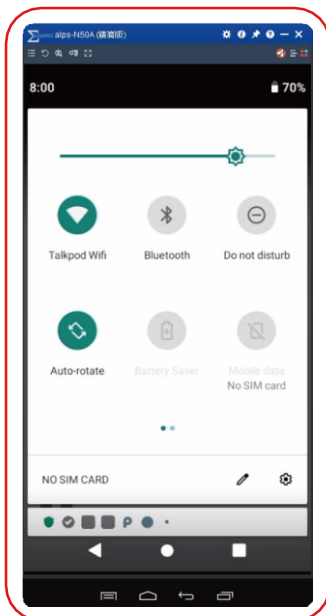 alps-N50A (精简版)
8:00 70%
Talkpod Wifi Bluetooth Do not disturb
Auto-rotate Battery Saver Mobile data
No SIM card
NO SIM CARD